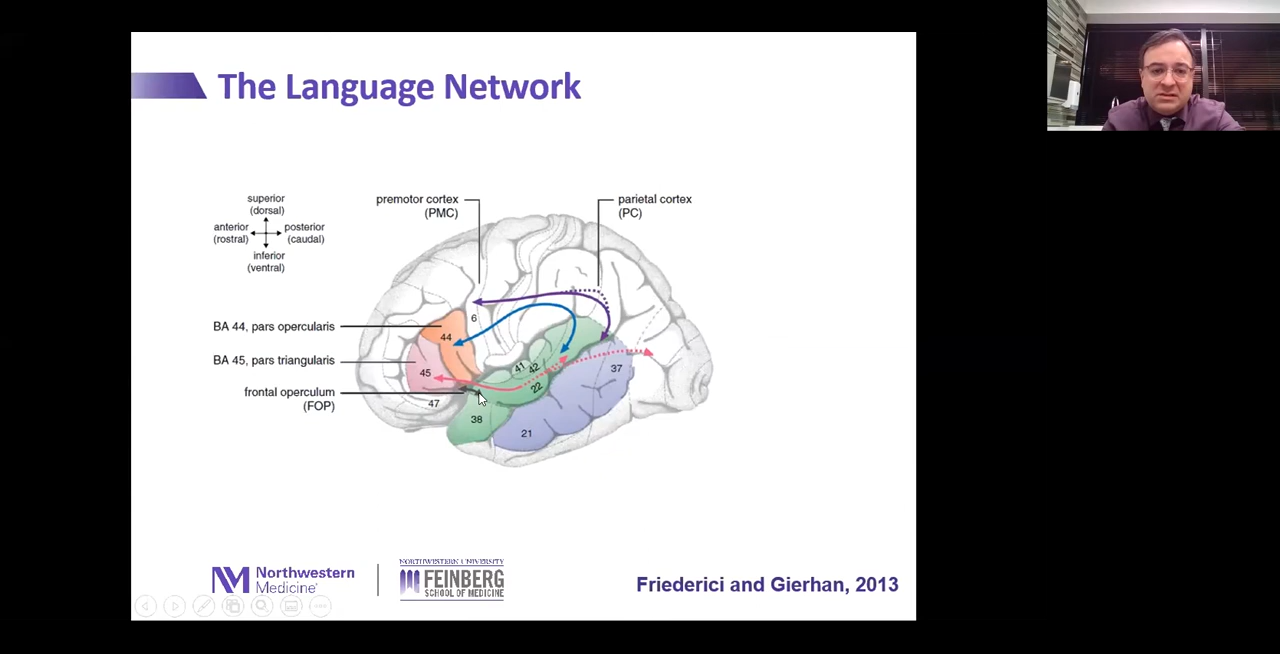 The Language Network
superior
(dorsal)
anterior
(rostral)
posterior
(caudal)
inferior
(ventral)
premotor cortex
(PMC)
parietal cortex
(PC)
BA 44, pars opercularis
BA 45, pars triangularis
frontal operculum
(FOP)
6
44
45
47
41
42
22
37
38
21
Northwestern
Medicine
NORTHWESTERN UNIVERSITY
FEINBERG
SCHOOL OF MEDICINE
Friederici and Gierhan, 2013